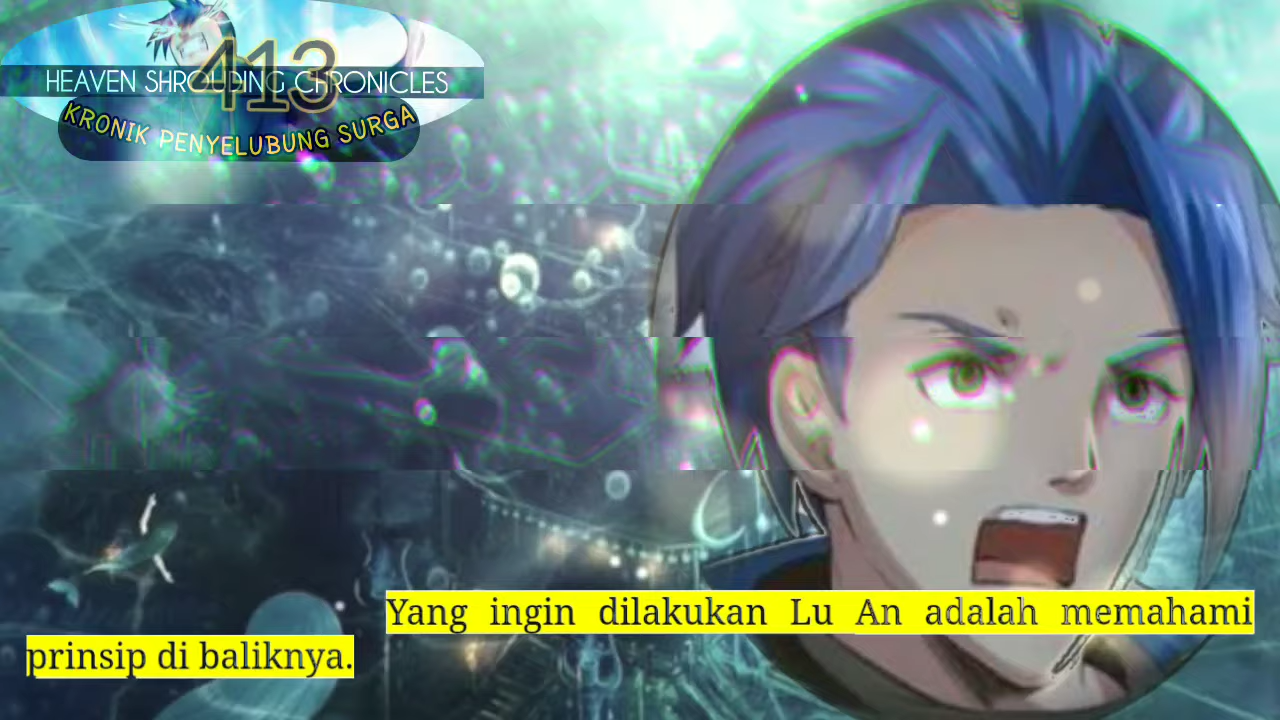 413
HEAVEN SHROUDING CHRONICLES
KRONIK PENYELUBUNG SURGA
Yang ingin dilakukan Lu An adalah memahami
prinsip di baliknya.